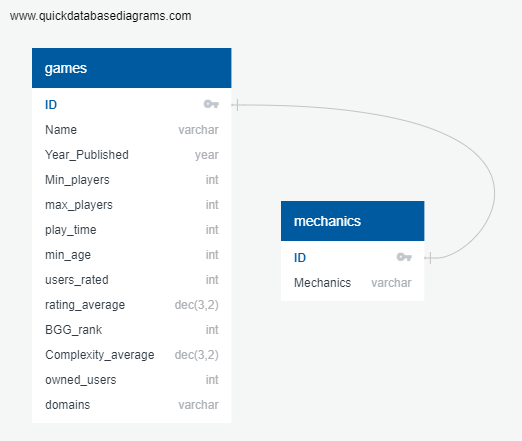 www.quickdatabasediagrams.com
games
ID
Name varchar
Year_Published year
Min_players int
max_players int
play_time int
min_age int
users_rated int
rating_average dec(3,2)
BGG_rank int
Complexity_average dec(3,2)
owned_users int
domains varchar
mechanics
ID
Mechanics varchar